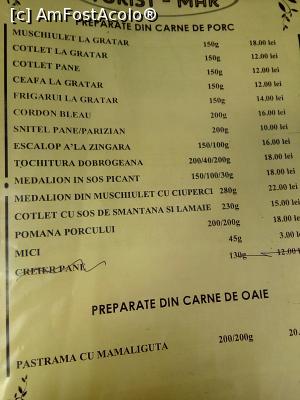 [c] AmFostAcolo®
URIST - MAR
PREPARATE DIN CARNE DE PORC
MUSCHIULET LA GRATAR 150g 18.00 lei
COTLET LA GRATAR 150g 12.00 lei
COTLET PANE 150g 12.00 lei
CEAFA LA GRATAR 150g 12.00 lei
FRIGARUI LA GRATAR 150g 14.00 lei
CORDON BLEAU 200g 16.00 lei
SNITEL PANE/PARIZIAN 200g 10.00 lei
ESCALOP A'LA ZINGARA 150/100g 16.00 lei
TOCHITURA DOBROGEANA 200/40/200g 18.00 lei
MEDALION IN SOS PICANT 150/100/30g 18.00 lei
MEDALION DIN MUSCHIULET CU CIUPERCI 280g 22.00 lei
COTLET CU SOS DE SMANTANA SI LAMAIE 230g 15.00 lei
POMANA PORCULUI 200/200g 18.00 lei
MICI 45g 3.00 lei
CREIER PANE 130g 12.00 lei
PREPARATE DIN CARNE DE OAIE
PASTRAMA CU MAMALIGUTA 200/200g 20.